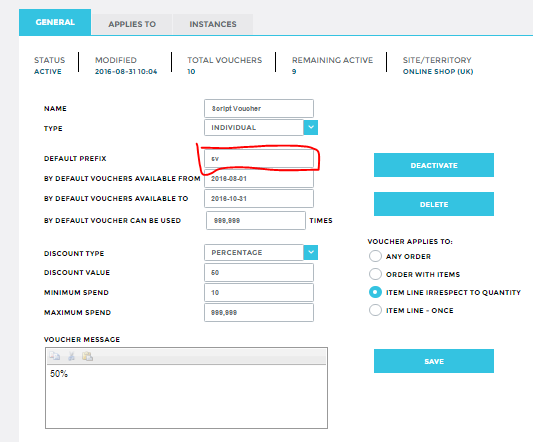 GENERAL APPLIES TO INSTANCES
STATUS MODIFIED TOTAL VOUCHERS REMAINING ACTIVE SITE/TERRITORY
ACTIVE 2016-08-31 10:04 10 9 ONLINE SHOP (UK)
NAME Script Voucher
TYPE INDIVIDUAL
DEFAULT PREFIX sv
DEACTIVATE
BY DEFAULT VOUCHERS AVAILABLE FROM 2016-08-01
BY DEFAULT VOUCHERS AVAILABLE TO 2016-10-31
DELETE
BY DEFAULT VOUCHER CAN BE USED 999,999 TIMES
VOUCHER APPLIES TO:
DISCOUNT TYPE PERCENTAGE
ANY ORDER
DISCOUNT VALUE 50
ORDER WITH ITEMS
MINIMUM SPEND 10
ITEM LINE IRRESPECT TO QUANTITY
MAXIMUM SPEND 999,999
ITEM LINE - ONCE
VOUCHER MESSAGE
SAVE
50%